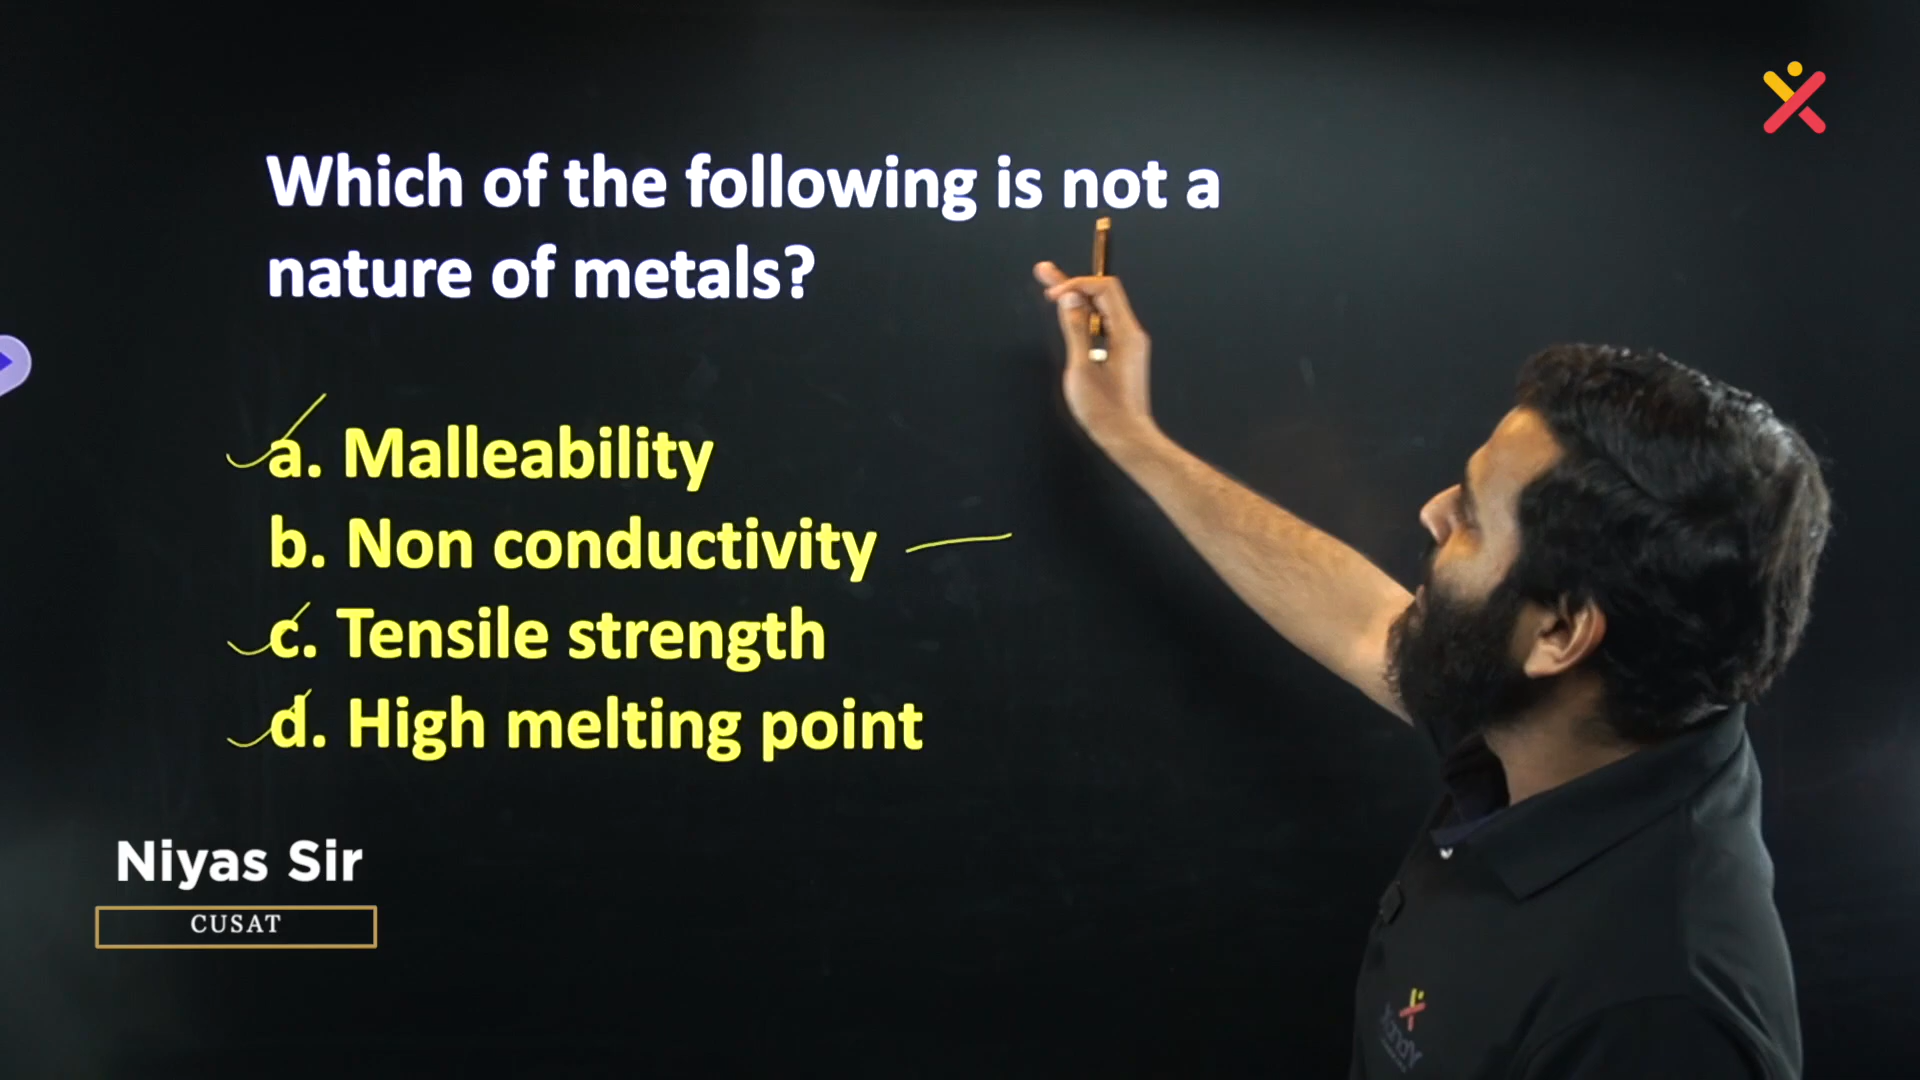 Which of the following is not a
nature of metals?
a. Malleability
b. Non conductivity
c. Tensile strength
d. High melting point
Niyas Sir
CUSAT